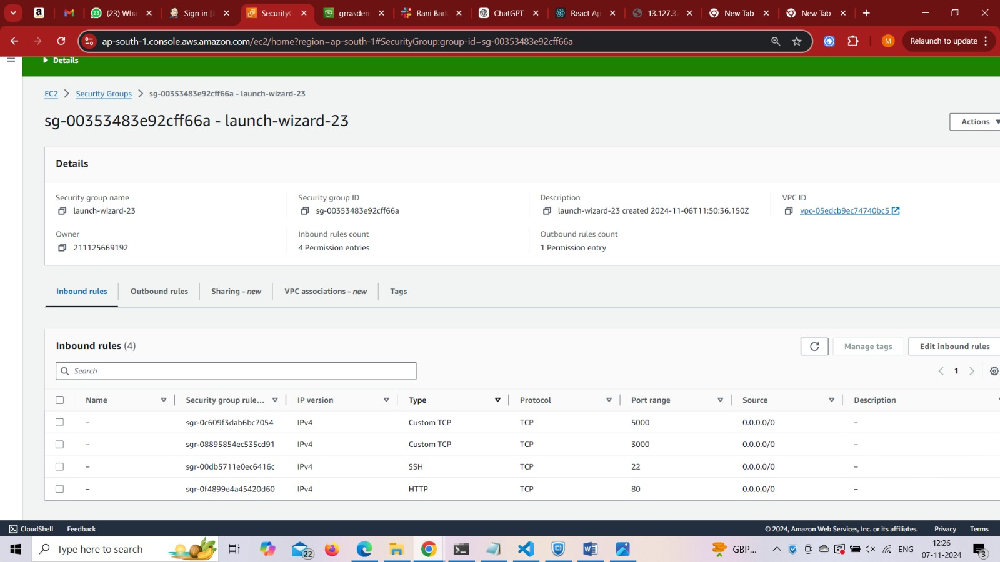 (23) Wha
Sign in [J
SecurityG
grrasdem
Rani Bark
ChatGPT
React Ap
13.127.37
New Tab
New Tab
ap-south-1.console.aws.amazon.com/ec2/home?region=ap-south-1#SecurityGroup:group-id=sg-00353483e92cff66a
M
Relaunch to update
Details
EC2 > Security Groups > sg-00353483e92cff66a - launch-wizard-23
sg-00353483e92cff66a - launch-wizard-23
Actions
Details
Security group name
Security group ID
Description
VPC ID
launch-wizard-23
sg-00353483e92cff66a
launch-wizard-23 created 2024-11-06T11:50:36.150Z
vpc-05edcb9ec74740bc5
Owner
Inbound rules count
Outbound rules count
211125669192
4 Permission entries
1 Permission entry
Inbound rules
Outbound rules
Sharing - new
VPC associations - new
Tags
Inbound rules (4)
Manage tags
Edit inbound rules
Search
1
Name
Security group rule...
IP version
Type
Protocol
Port range
Source
Description
– sgr-0c609f3dab6bc7054 IPv4 Custom TCP TCP 5000 0.0.0.0/0 –
– sgr-08895854ec535cd91 IPv4 Custom TCP TCP 3000 0.0.0.0/0 –
– sgr-00db5711e0ec6416c IPv4 SSH TCP 22 0.0.0.0/0 –
– sgr-0f4899e4a45420d60 IPv4 HTTP TCP 80 0.0.0.0/0 –
CloudShell
Feedback
© 2024, Amazon Web Services, Inc. or its affiliates.
Privacy
Terms
Type here to search
22
GBP...
ENG
12:26
07-11-2024
3